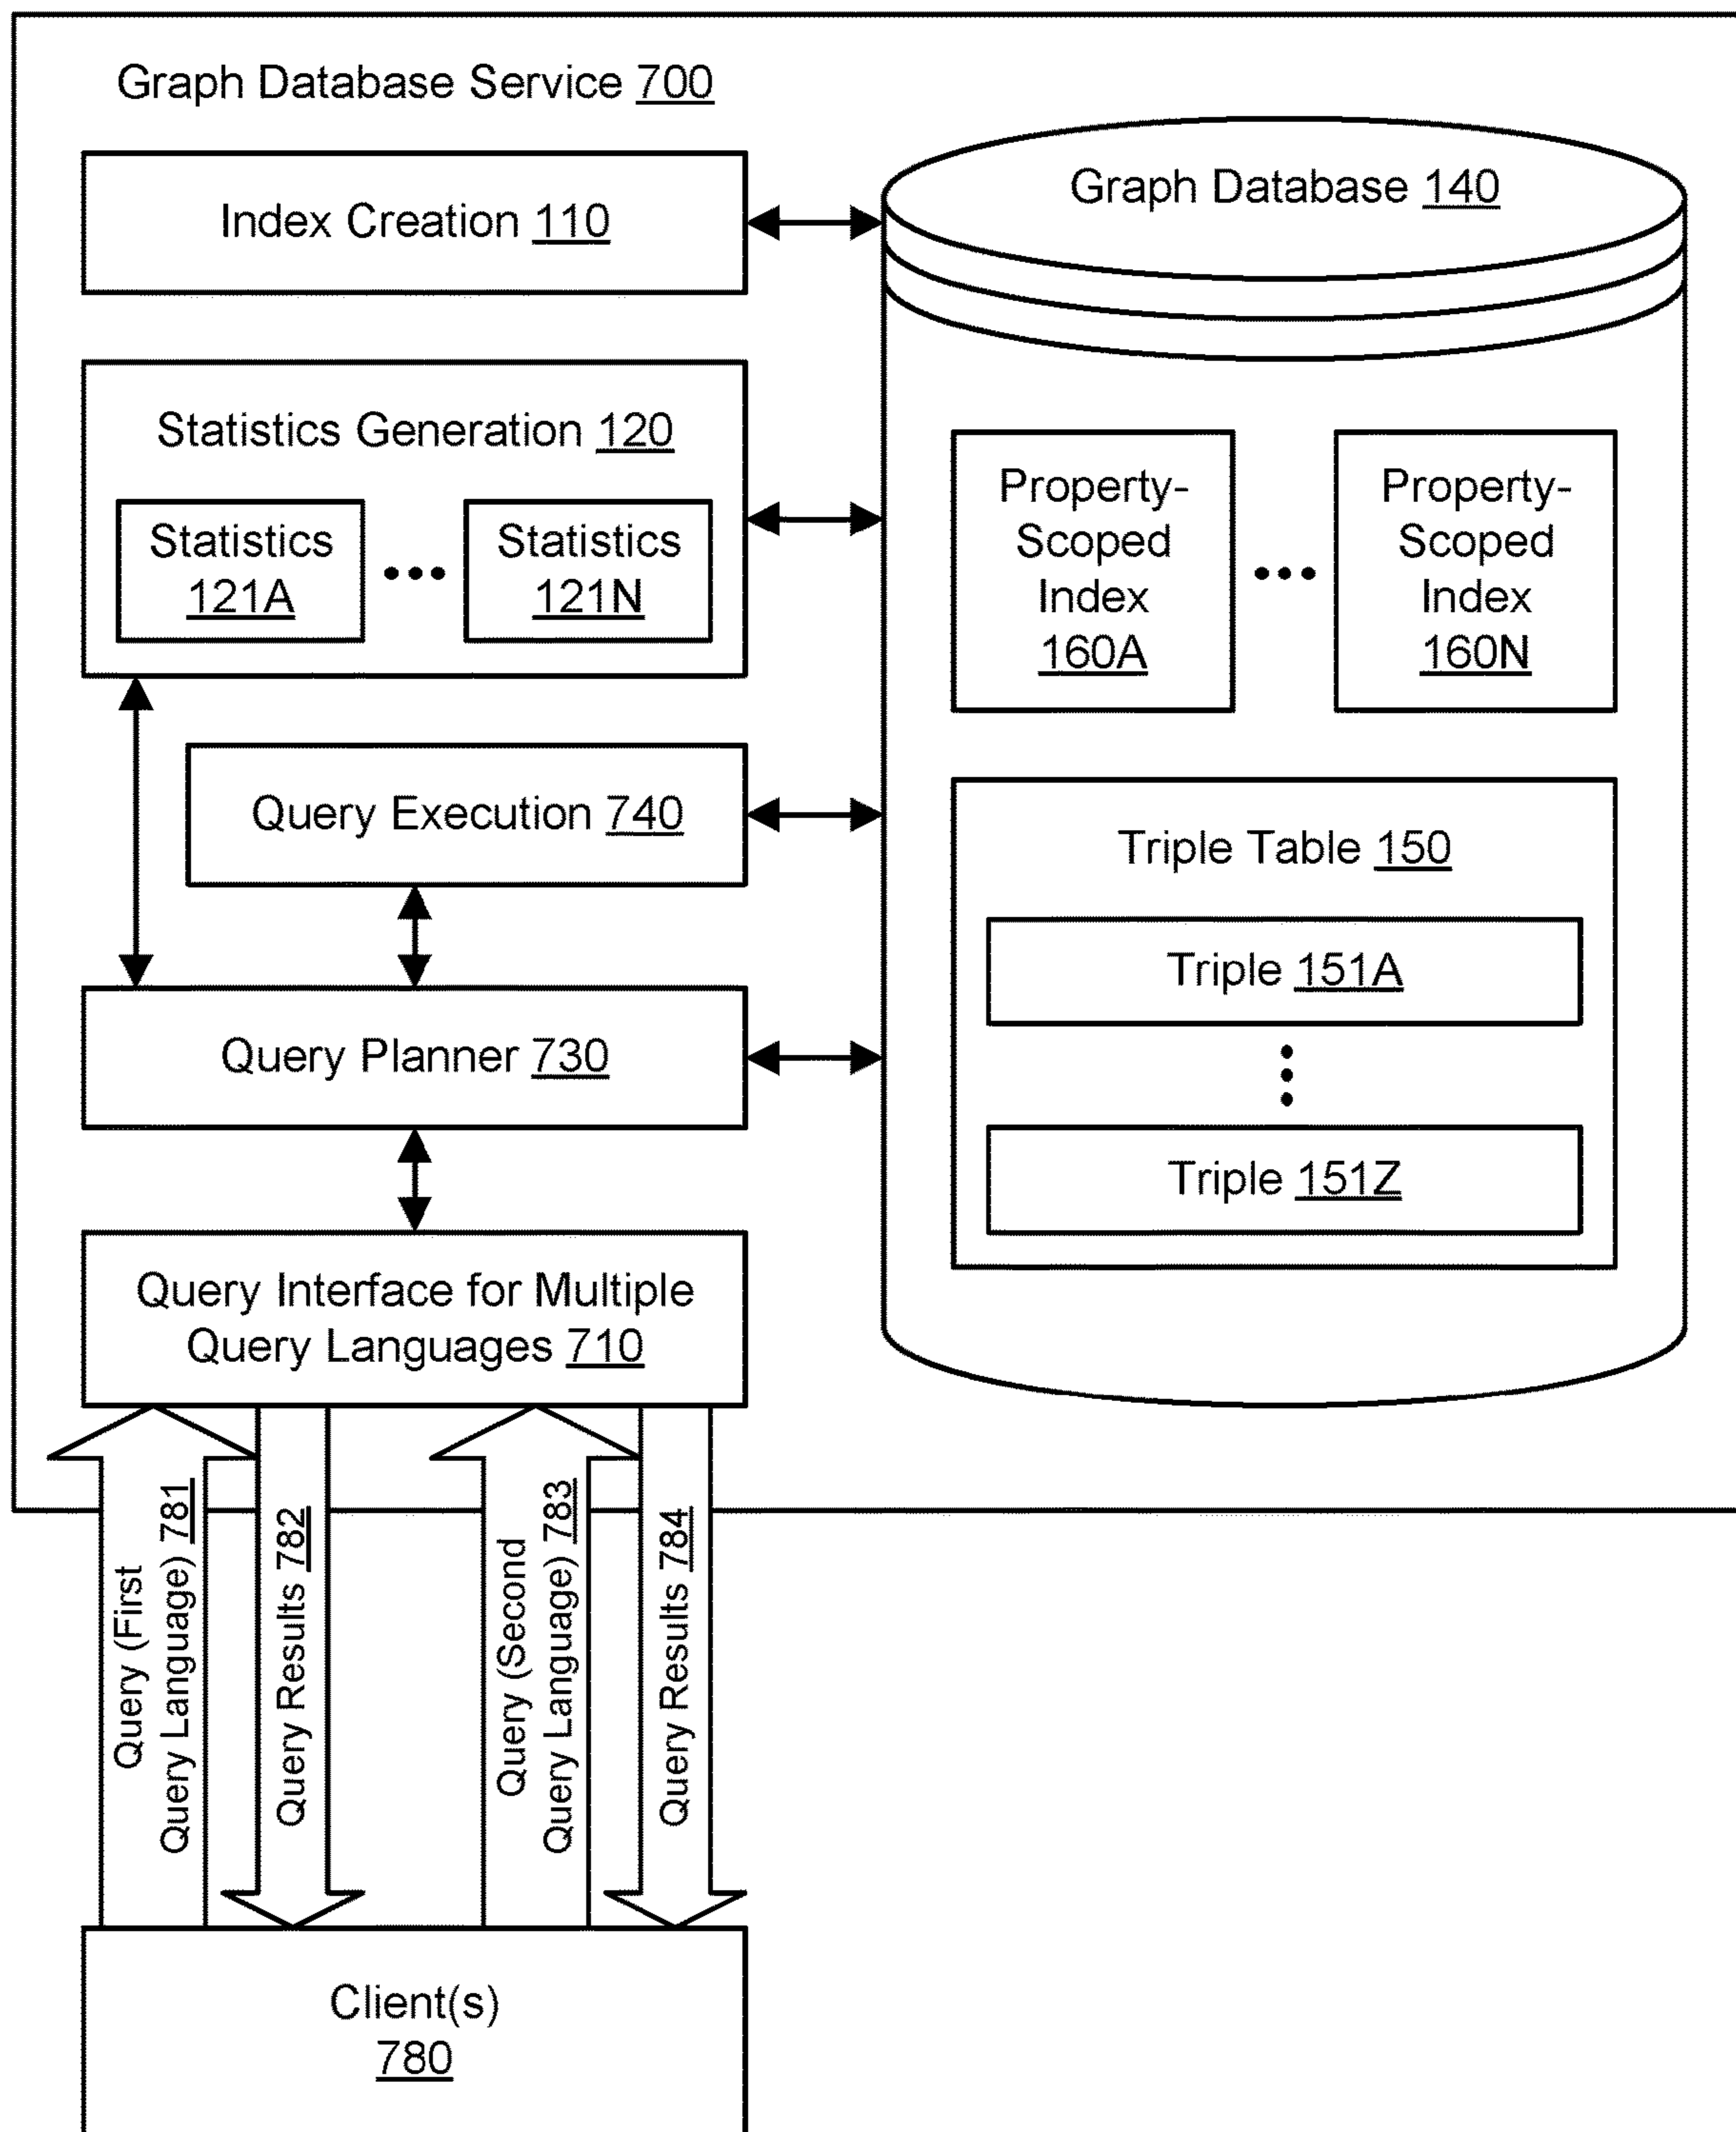 Graph Database Service 700
Index Creation 110
Statistics Generation 120
Statistics
121A
•••
Statistics
121N
Query Execution 740
Query Planner 730
Query Interface for Multiple
Query Languages 710
Graph Database 140
Property-
Scoped
Index
160A
•••
Property-
Scoped
Index
160N
Triple Table 150
Triple 151A
Triple 151Z
Query (First
Query Language) 781
Query Results 782
Query (Second
Query Language) 783
Query Results 784
Client(s)
780